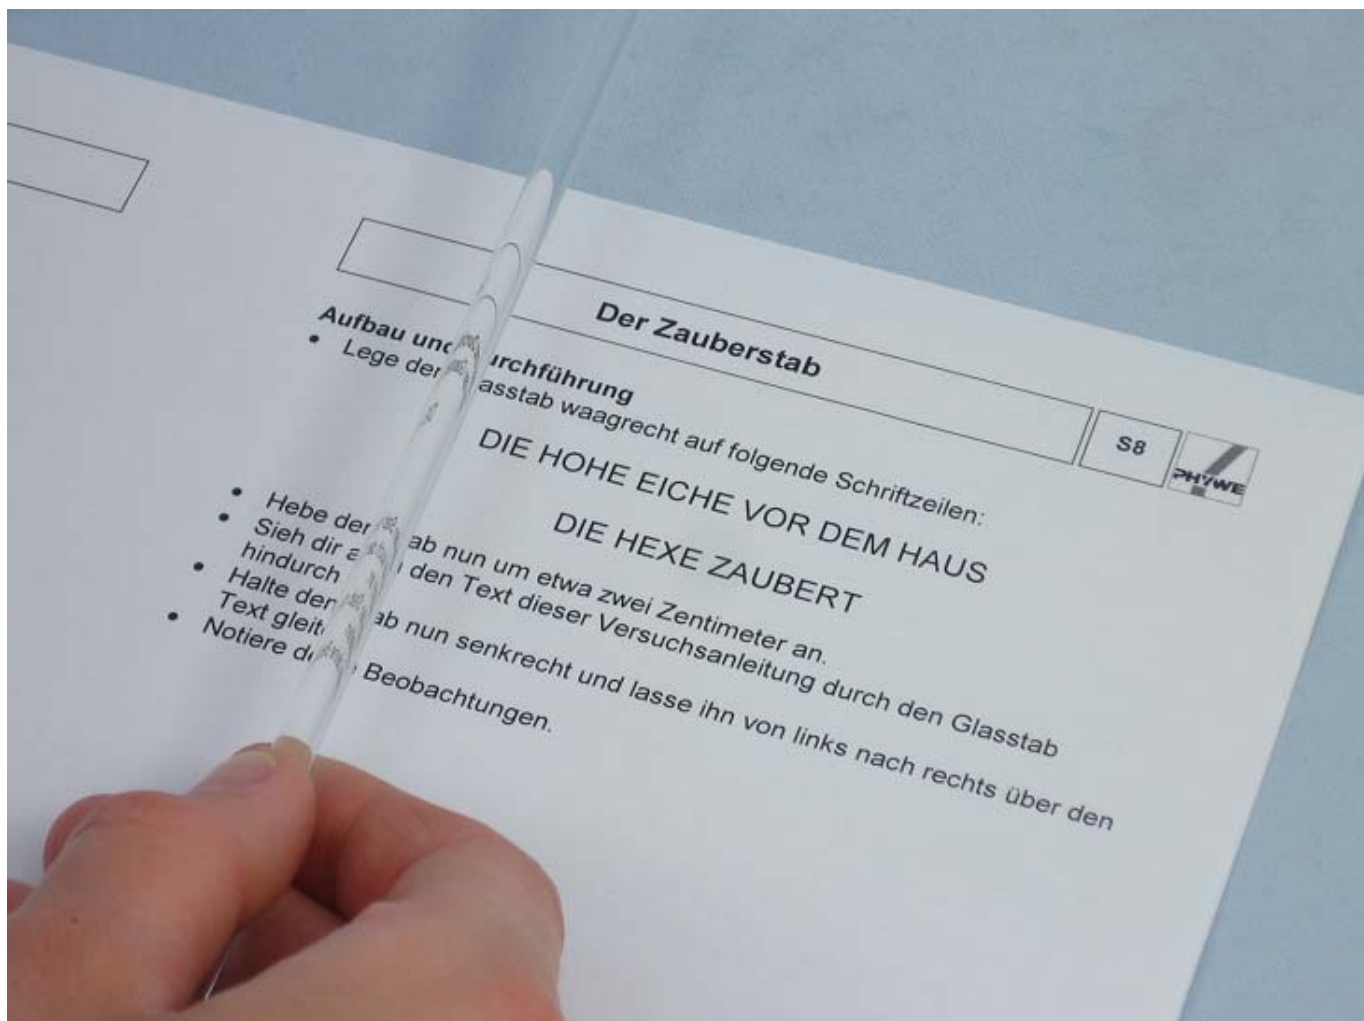 Der Zauberstab
S8
PHYWE
Aufbau und urchführung
• Lege den asstab waagrecht auf folgende Schriftzeilen:
DIE HOHE EICHE VOR DEM HAUS
DIE HEXE ZAUBERT
• Hebe den ab nun um etwa zwei Zentimeter an.
• Sieh dir den Text dieser Versuchsanleitung durch den Glasstab
hindurch
• Halte den ab nun senkrecht und lasse ihn von links nach rechts über den
Text
• Notiere Beobachtungen.